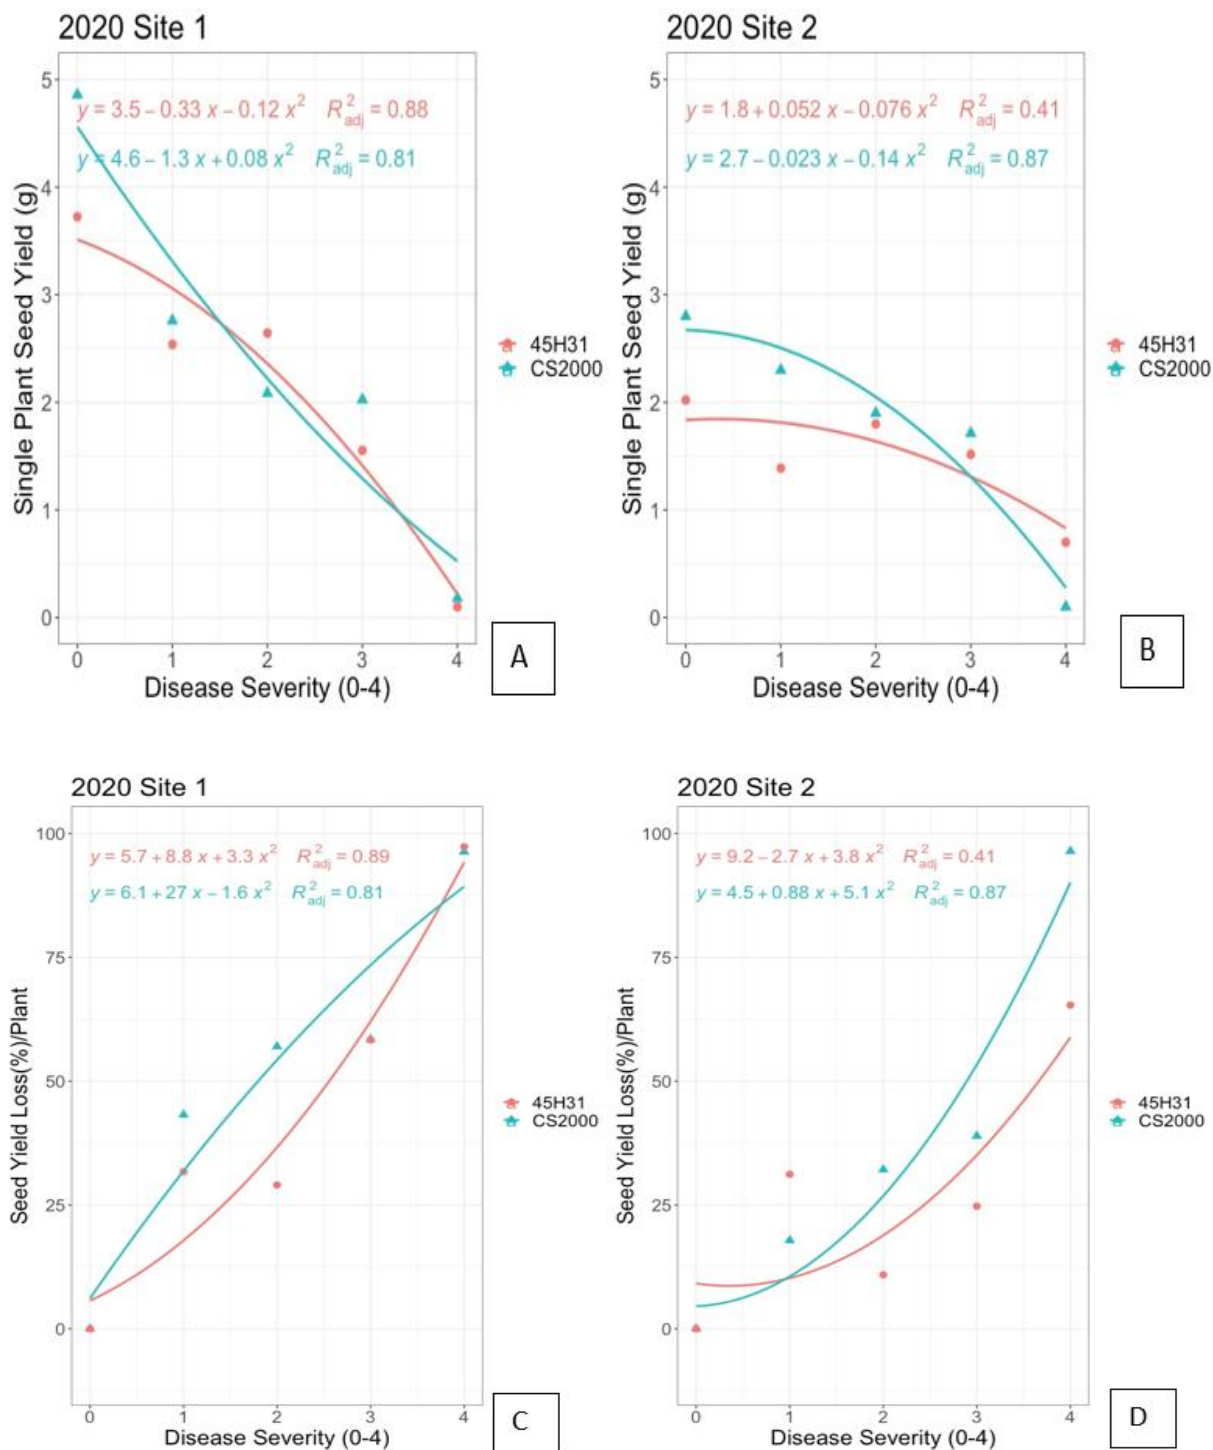 2020 Site 1
5
4
3
2
1
0
y = 3.5 − 0.33 x − 0.12 x² R²adj = 0.88
y = 4.6 − 1.3 x + 0.08 x² R²adj = 0.81
Single Plant Seed Yield (g)
0 1 2 3 4
Disease Severity (0-4)
45H31
CS2000
A
2020 Site 2
5
4
3
2
1
0
y = 1.8 + 0.052 x − 0.076 x² R²adj = 0.41
y = 2.7 − 0.023 x − 0.14 x² R²adj = 0.87
Single Plant Seed Yield (g)
0 1 2 3 4
Disease Severity (0-4)
45H31
CS2000
B
2020 Site 1
100
75
50
25
0
y = 5.7 + 8.8 x + 3.3 x² R²adj = 0.89
y = 6.1 + 27 x − 1.6 x² R²adj = 0.81
Seed Yield Loss(%)/Plant
0 1 2 3 4
Disease Severity (0-4)
45H31
CS2000
C
2020 Site 2
100
75
50
25
0
y = 9.2 − 2.7 x + 3.8 x² R²adj = 0.41
y = 4.5 + 0.88 x + 5.1 x² R²adj = 0.87
Seed Yield Loss(%)/Plant
0 1 2 3 4
Disease Severity (0-4)
45H31
CS2000
D